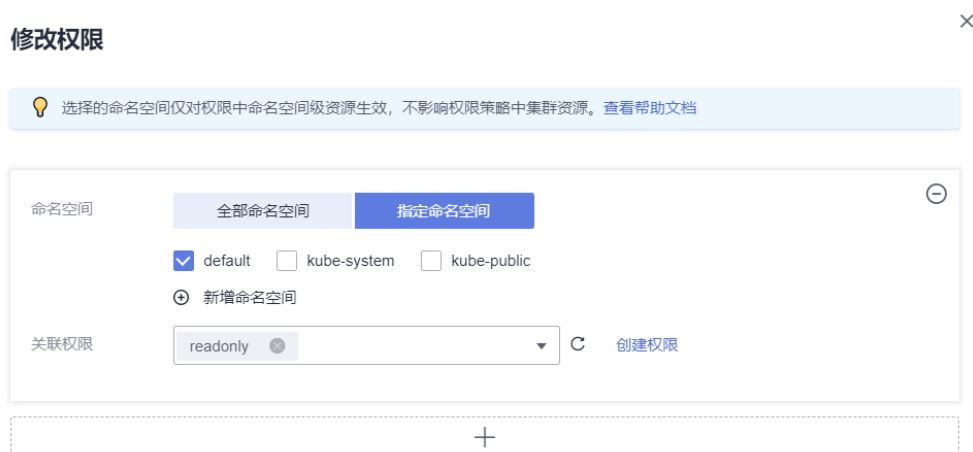 修改权限
选择的命名空间仅对权限中命名空间级资源生效，不影响权限策略中集群资源。查看帮助文档
命名空间 全部命名空间 指定命名空间
default kube-system kube-public
新增命名空间
关联权限 readonly 创建权限